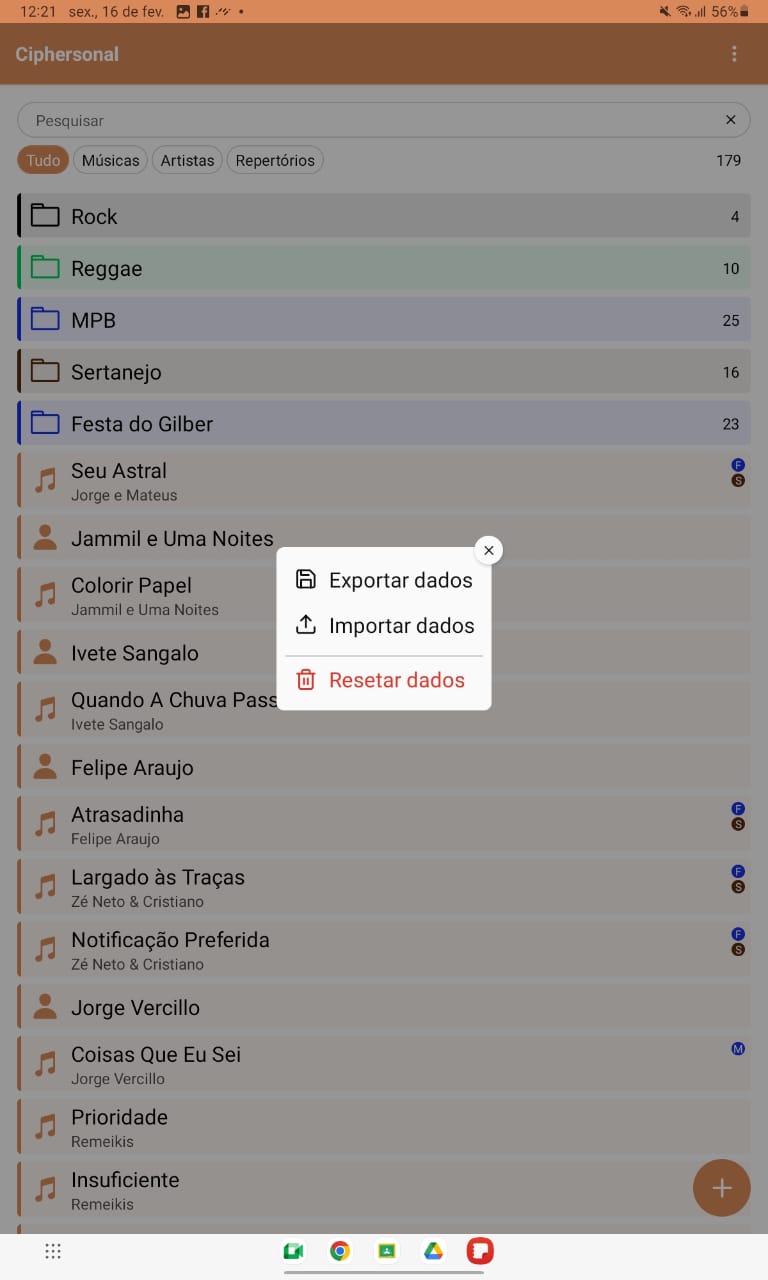 12:21 sex., 16 de fev. 56%
Ciphersonal
Pesquisar
Tudo Músicas Artistas Repertórios 179
Rock 4
Reggae 10
MPB 25
Sertanejo 16
Festa do Gilber 23
Seu Astral F
Jorge e Mateus S
Jammil e Uma Noites
Colorir Papel
Jammil e Uma Noites
Exportar dados
Importar dados
Resetar dados
Ivete Sangalo
Quando A Chuva Pass
Ivete Sangalo
Felipe Araujo
Atrasadinha F
Felipe Araujo S
Largado às Traças F
Zé Neto & Cristiano S
Notificação Preferida F
Zé Neto & Cristiano S
Jorge Vercillo
Coisas Que Eu Sei M
Jorge Vercillo
Prioridade
Remeikis
Insuficiente
Remeikis